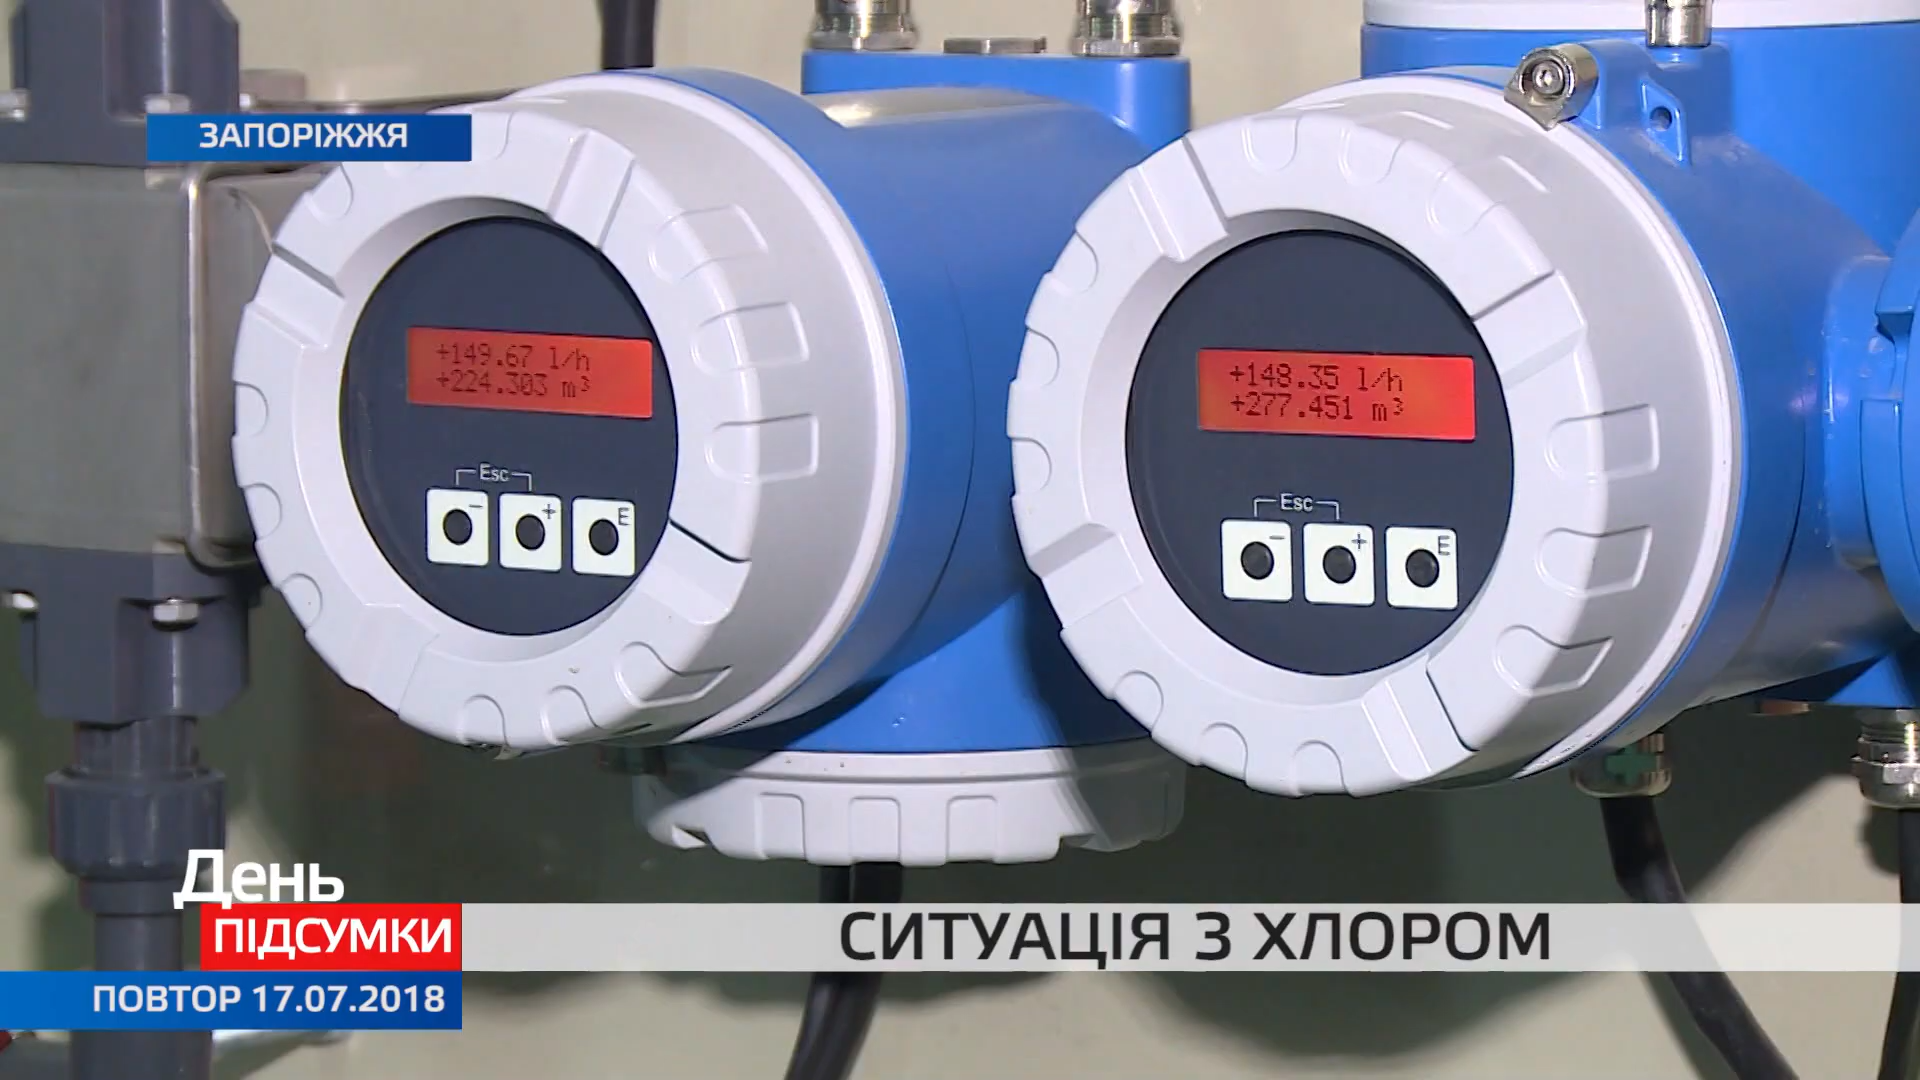 ЗАПОРІЖЖЯ
+149.67 l/h
+224.303 m³
Esc
- + E
+148.35 l/h
+277.451 m³
Esc
- + E
День
ПІДСУМКИ
СИТУАЦІЯ З ХЛОРОМ
ПОВТОР 17.07.2018